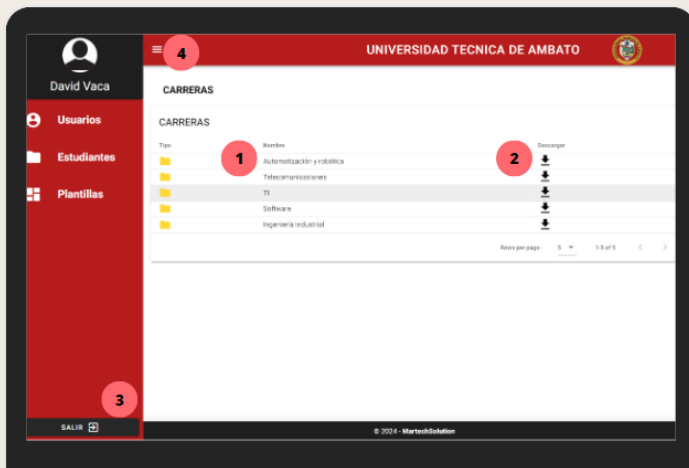 4
UNIVERSIDAD TECNICA DE AMBATO
David Vaca
CARRERAS
Usuarios
CARRERAS
Tipo Nombre Descargar
1
2
Automatización y robótica
Estudiantes
Telecomunicaciones
TI
Plantillas
Software
Ingeniería Industrial
Rows per page: 5 1-5 of 5
3
SALIR
© 2024 - MartechSolution